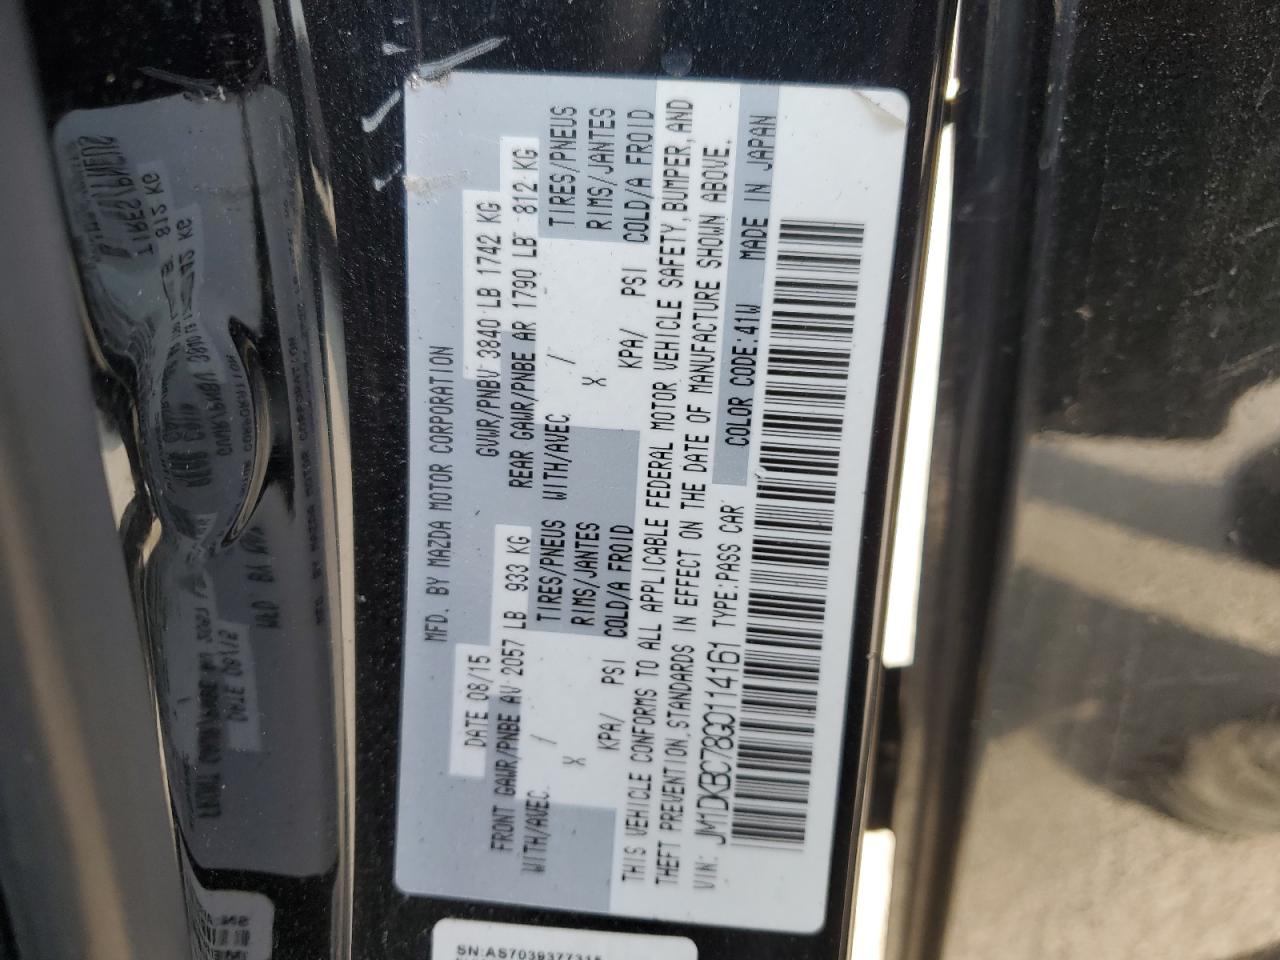 MFD. BY MAZDA MOTOR CORPORATION
DATE 08/15 GVWR/PNBV 3840 LB 1742 KG
FRONT GAWR/PNBE AV 2057 LB 933 KG REAR GAWR/PNBE AR 1790 LB 812 KG
WITH/AVEC. / TIRES/PNEUS WITH/AVEC. / TIRES/PNEUS
X RIMS/JANTES X RIMS/JANTES
KPA/ PSI COLD/A FROID KPA/ PSI COLD/A FROID
THIS VEHICLE CONFORMS TO ALL APPLICABLE FEDERAL MOTOR VEHICLE SAFETY, BUMPER, AND
THEFT PREVENTION, STANDARDS IN EFFECT ON THE DATE OF MANUFACTURE SHOWN ABOVE.
VIN: JM1DKBC78G0114161 TYPE:PASS CAR COLOR CODE:41W MADE IN JAPAN